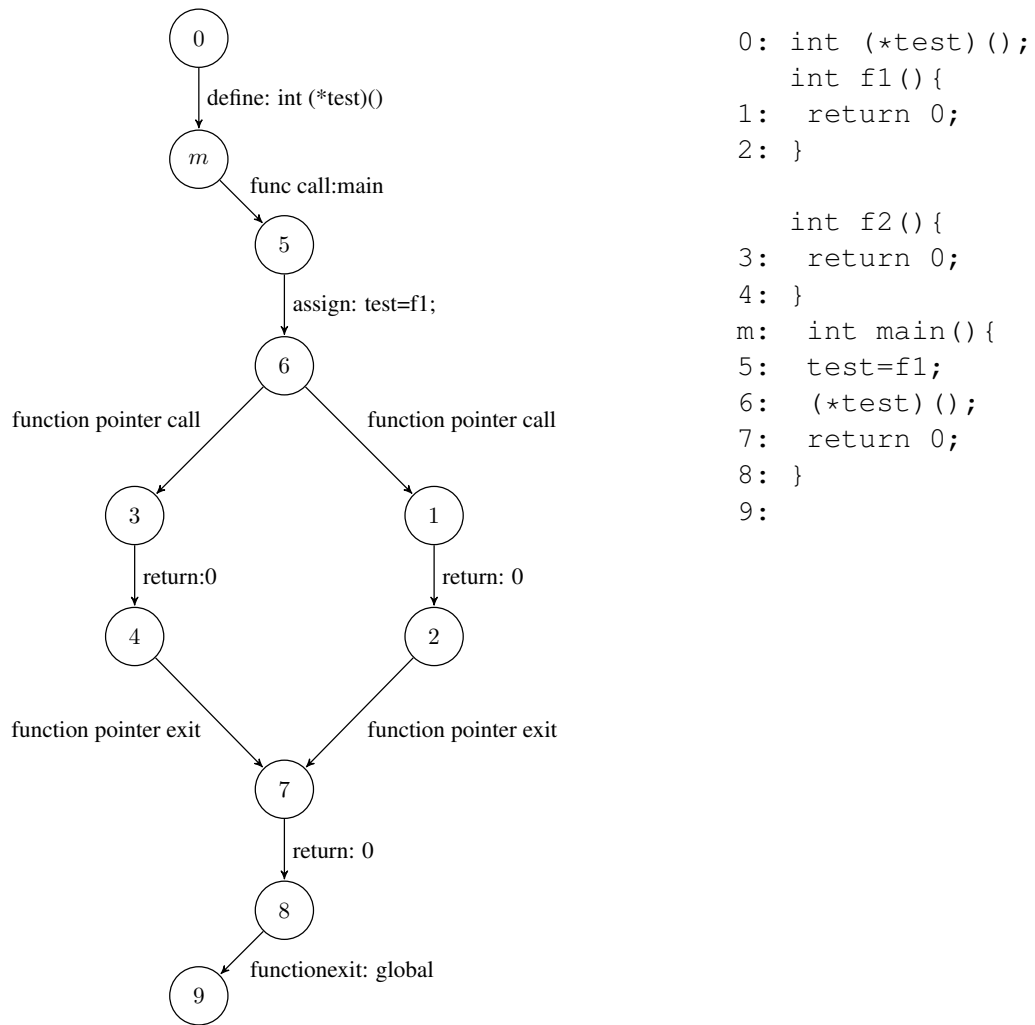 0
define: int (*test)()
m
func call:main
5
assign: test=f1;
6
function pointer call
function pointer call
3
1
return:0
return: 0
4
2
function pointer exit
function pointer exit
7
return: 0
8
functionexit: global
9
0: int (*test)();
int f1(){
1: return 0;
2: }
int f2(){
3: return 0;
4: }
m: int main(){
5: test=f1;
6: (*test)();
7: return 0;
8: }
9: